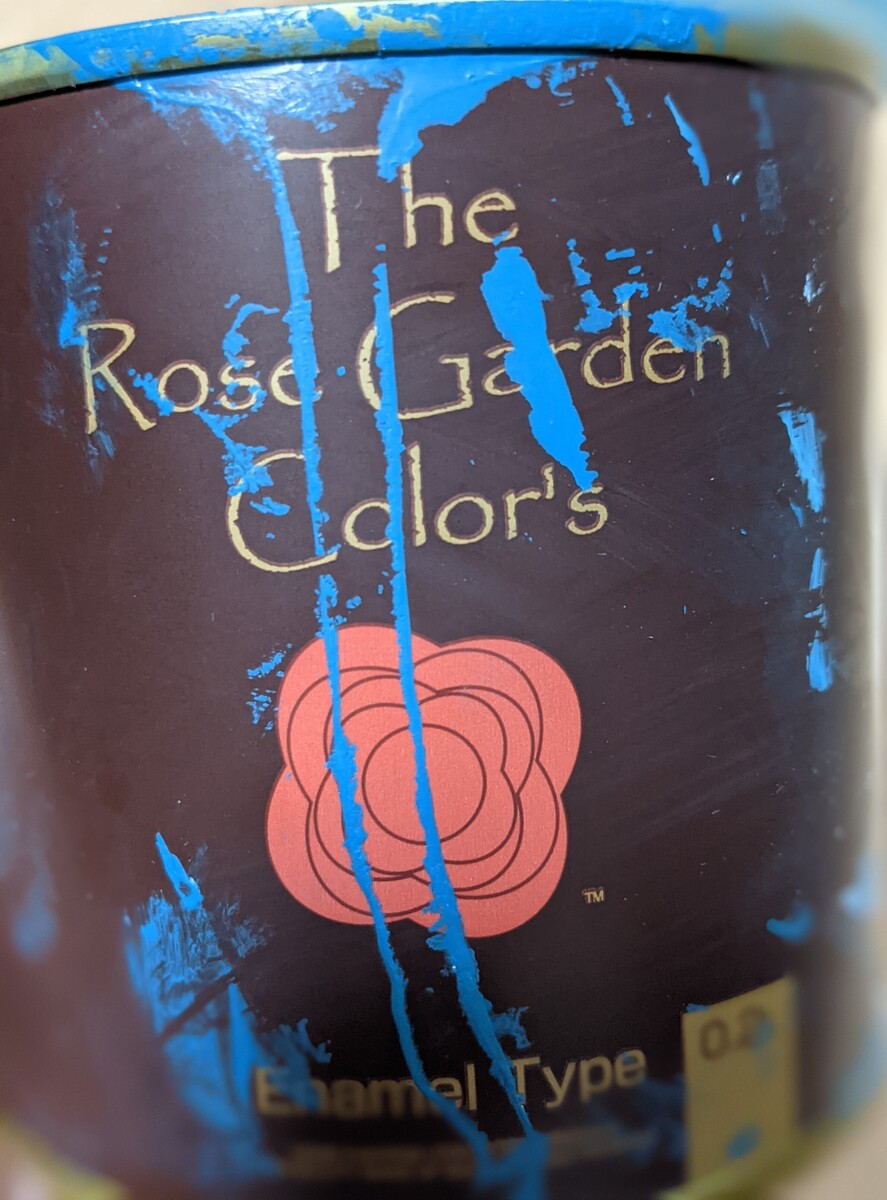 The
Rose Garden
Color's
TM
Enamel Type